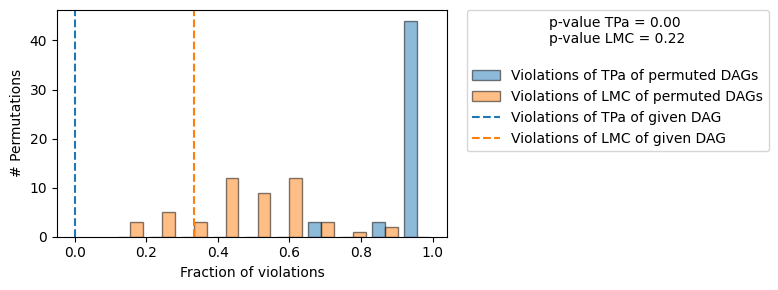 p-value TPa = 0.00
p-value LMC = 0.22
Violations of TPa of permuted DAGs
Violations of LMC of permuted DAGs
Violations of TPa of given DAG
Violations of LMC of given DAG
# Permutations
40
30
20
10
0
0.0 0.2 0.4 0.6 0.8 1.0
Fraction of violations